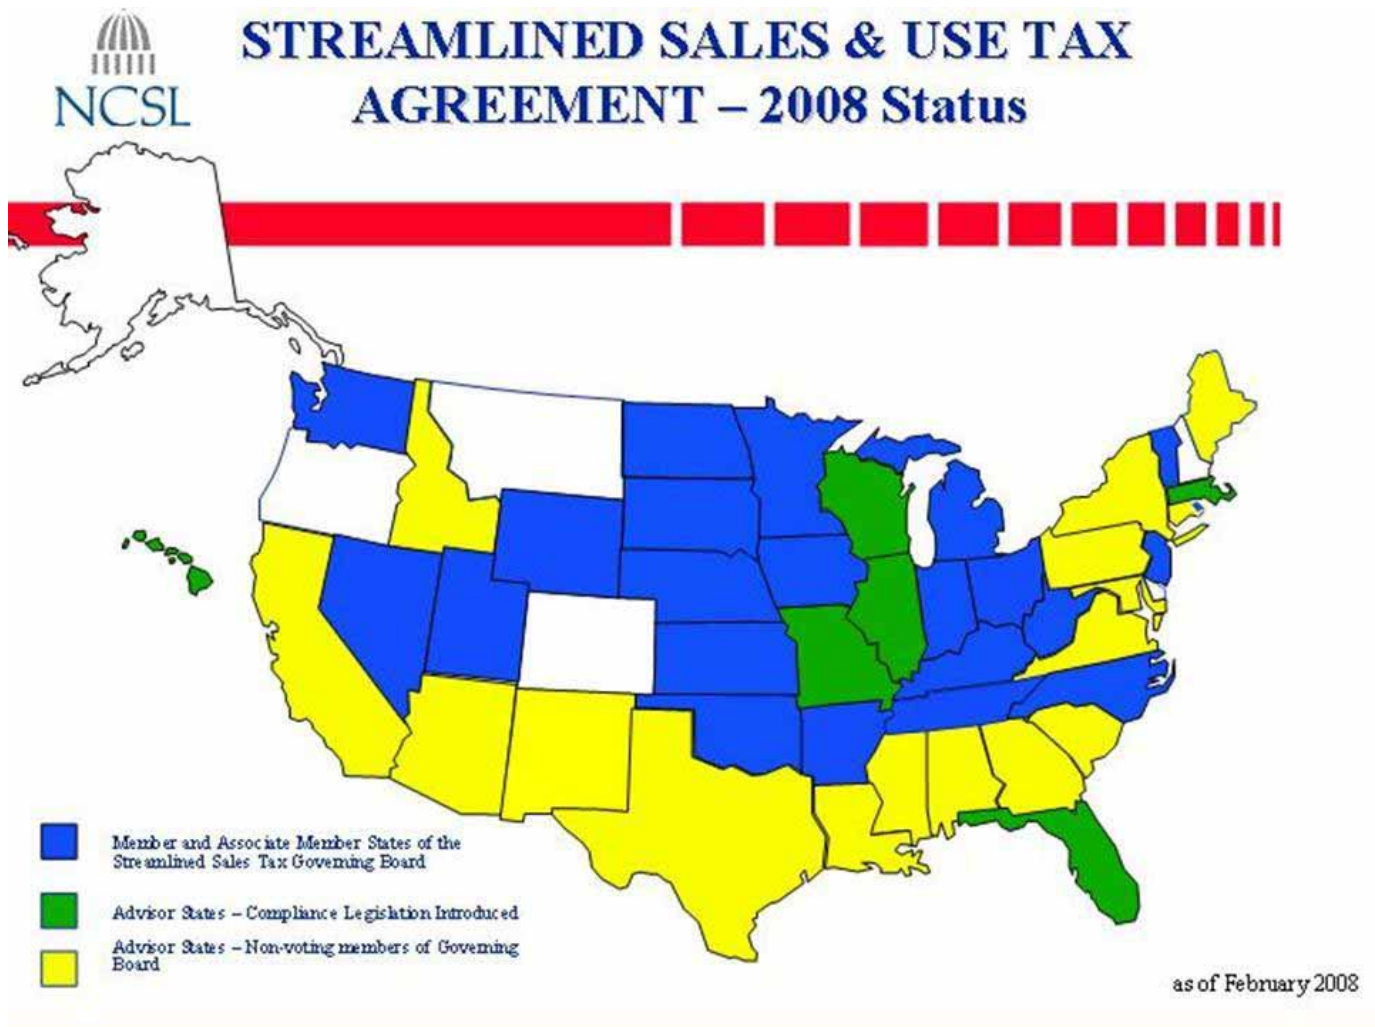 STREAMLINED SALES & USE TAX
AGREEMENT – 2008 Status
NCSL
Member and Associate Member States of the
Streamlined Sales Tax Governing Board
Advisor States – Compliance Legislation Introduced
Advisor States – Non-voting members of Governing
Board
as of February 2008